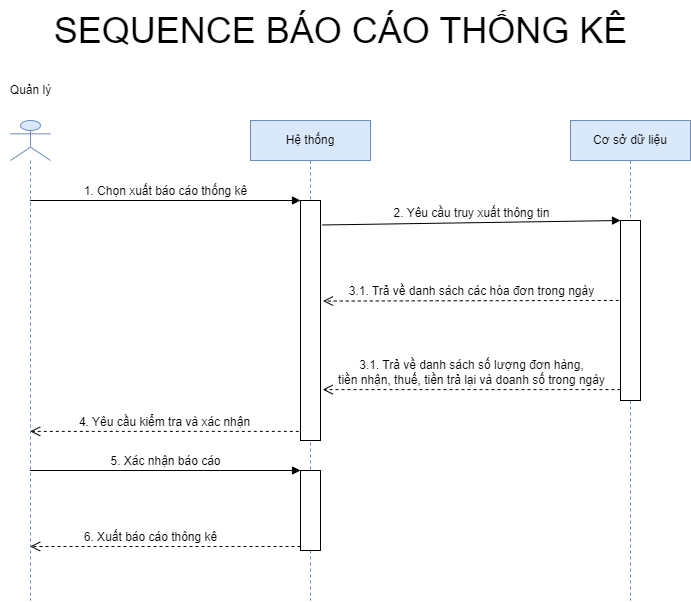 SEQUENCE BÁO CÁO THỐNG KÊ
Quản lý
Hệ thống
Cơ sở dữ liệu
1. Chọn xuất báo cáo thống kê
2. Yêu cầu truy xuất thông tin
3.1. Trả về danh sách các hóa đơn trong ngày
3.1. Trả về danh sách số lượng đơn hàng,
tiền nhận, thuế, tiền trả lại và doanh số trong ngày
4. Yêu cầu kiểm tra và xác nhận
5. Xác nhận báo cáo
6. Xuất báo cáo thông kê